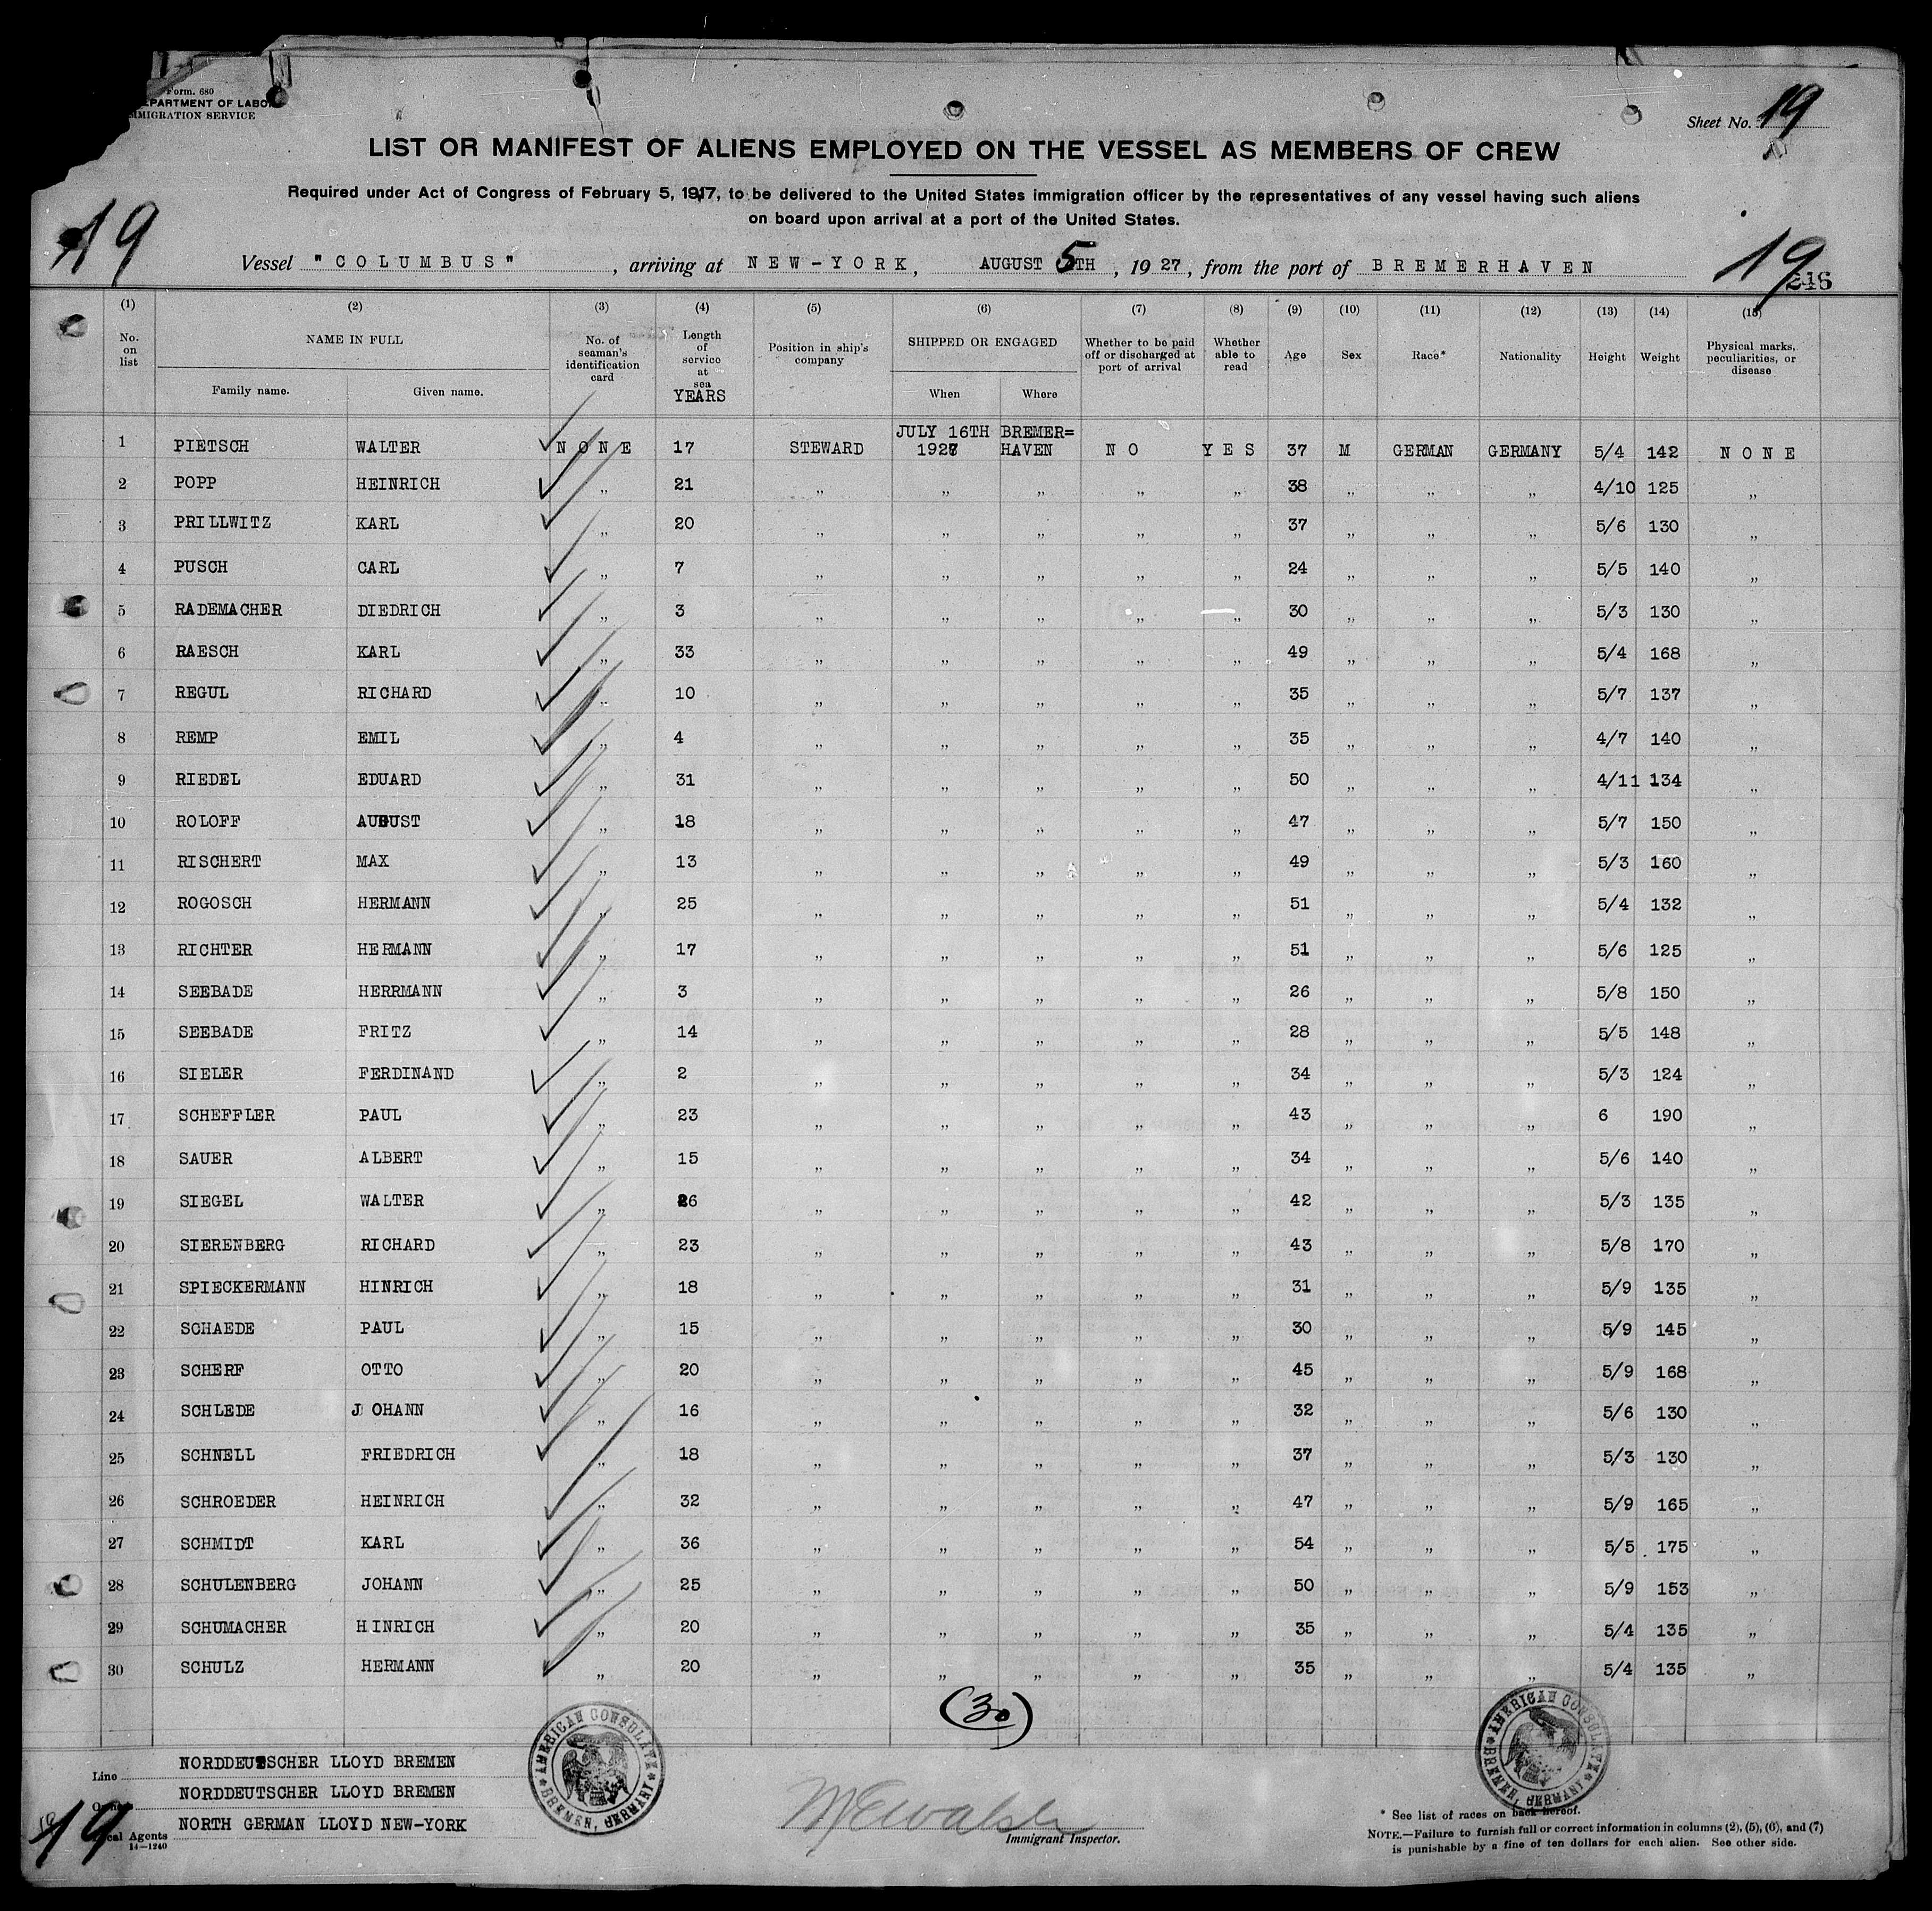 Form. 680
DEPARTMENT OF LABOR
IMMIGRATION SERVICE
Sheet No. 19
LIST OR MANIFEST OF ALIENS EMPLOYED ON THE VESSEL AS MEMBERS OF CREW
Required under Act of Congress of February 5, 1917, to be delivered to the United States immigration officer by the representatives of any vessel having such aliens
on board upon arrival at a port of the United States.
19
Vessel "COLUMBUS", arriving at NEW-YORK, AUGUST 5TH, 1927, from the port of BREMERHAVEN
19
(1) (2) (3) (4) (5) (6) (7) (8) (9) (10) (11) (12) (13) (14) (15)
No. on list NAME IN FULL Family name. Given name. No. of seaman's identification card Length of service at sea YEARS Position in ship's company SHIPPED OR ENGAGED When Where Whether to be paid off or discharged at port of arrival Whether able to read Age Sex Race* Nationality Height Weight Physical marks, peculiarities, or disease
1 PIETSCH WALTER NONE 17 STEWARD JULY 16TH 1927 BREMER= HAVEN NO YES 37 M GERMAN GERMANY 5/4 142 NONE
2 POPP HEINRICH „ 21 „ „ „ „ „ 38 „ „ „ 4/10 125 „
3 PRILLWITZ KARL „ 20 „ „ „ „ „ 37 „ „ „ 5/6 130 „
4 PUSCH CARL „ 7 „ „ „ „ „ 24 „ „ „ 5/5 140 „
5 RADEMACHER DIEDRICH „ 3 „ „ „ „ „ 30 „ „ „ 5/3 130 „
6 RAESCH KARL „ 33 „ „ „ „ „ 49 „ „ „ 5/4 168 „
7 REGUL RICHARD „ 10 „ „ „ „ „ 35 „ „ „ 5/7 137 „
8 REMP EMIL „ 4 „ „ „ „ „ 35 „ „ „ 4/7 140 „
9 RIEDEL EDUARD „ 31 „ „ „ „ „ 50 „ „ „ 4/11 134 „
10 ROLOFF AUGUST „ 18 „ „ „ „ „ 47 „ „ „ 5/7 150 „
11 RISCHERT MAX „ 13 „ „ „ „ „ 49 „ „ „ 5/3 160 „
12 ROGOSCH HERMANN „ 25 „ „ „ „ „ 51 „ „ „ 5/4 132 „
13 RICHTER HERMANN „ 17 „ „ „ „ „ 51 „ „ „ 5/6 125 „
14 SEEBADE HERRMANN „ 3 „ „ „ „ „ 26 „ „ „ 5/8 150 „
15 SEEBADE FRITZ „ 14 „ „ „ „ „ 28 „ „ „ 5/5 148 „
16 SIELER FERDINAND „ 2 „ „ „ „ „ 34 „ „ „ 5/3 124 „
17 SCHEFFLER PAUL „ 23 „ „ „ „ „ 43 „ „ „ 6 190 „
18 SAUER ALBERT „ 15 „ „ „ „ „ 34 „ „ „ 5/6 140 „
19 SIEGEL WALTER „ 26 „ „ „ „ „ 42 „ „ „ 5/3 135 „
20 SIERENBERG RICHARD „ 23 „ „ „ „ „ 43 „ „ „ 5/8 170 „
21 SPIECKERMANN HINRICH „ 18 „ „ „ „ „ 31 „ „ „ 5/9 135 „
22 SCHAEDE PAUL „ 15 „ „ „ „ „ 30 „ „ „ 5/9 145 „
23 SCHERF OTTO „ 20 „ „ „ „ „ 45 „ „ „ 5/9 168 „
24 SCHLEDE JOHANN „ 16 „ „ „ „ „ 32 „ „ „ 5/6 130 „
25 SCHNELL FRIEDRICH „ 18 „ „ „ „ „ 37 „ „ „ 5/3 130 „
26 SCHROEDER HEINRICH „ 32 „ „ „ „ „ 47 „ „ „ 5/9 165 „
27 SCHMIDT KARL „ 36 „ „ „ „ „ 54 „ „ „ 5/5 175 „
28 SCHULENBERG JOHANN „ 25 „ „ „ „ „ 50 „ „ „ 5/9 153 „
29 SCHUMACHER HINRICH „ 20 „ „ „ „ „ 35 „ „ „ 5/4 135 „
30 SCHULZ HERMANN „ 20 „ „ „ „ „ 35 „ „ „ 5/4 135 „
(30)
AMERICAN CONSULATE BREMEN, GERMANY
AMERICAN CONSULATE BREMEN, GERMANY
Line NORDDEUTSCHER LLOYD BREMEN
NORDDEUTSCHER LLOYD BREMEN
Local Agents NORTH GERMAN LLOYD NEW-YORK
14—1240
19
Immigrant Inspector.
* See list of races on back hereof.
NOTE.—Failure to furnish full or correct information in columns (2), (5), (6), and (7)
is punishable by a fine of ten dollars for each alien. See other side.